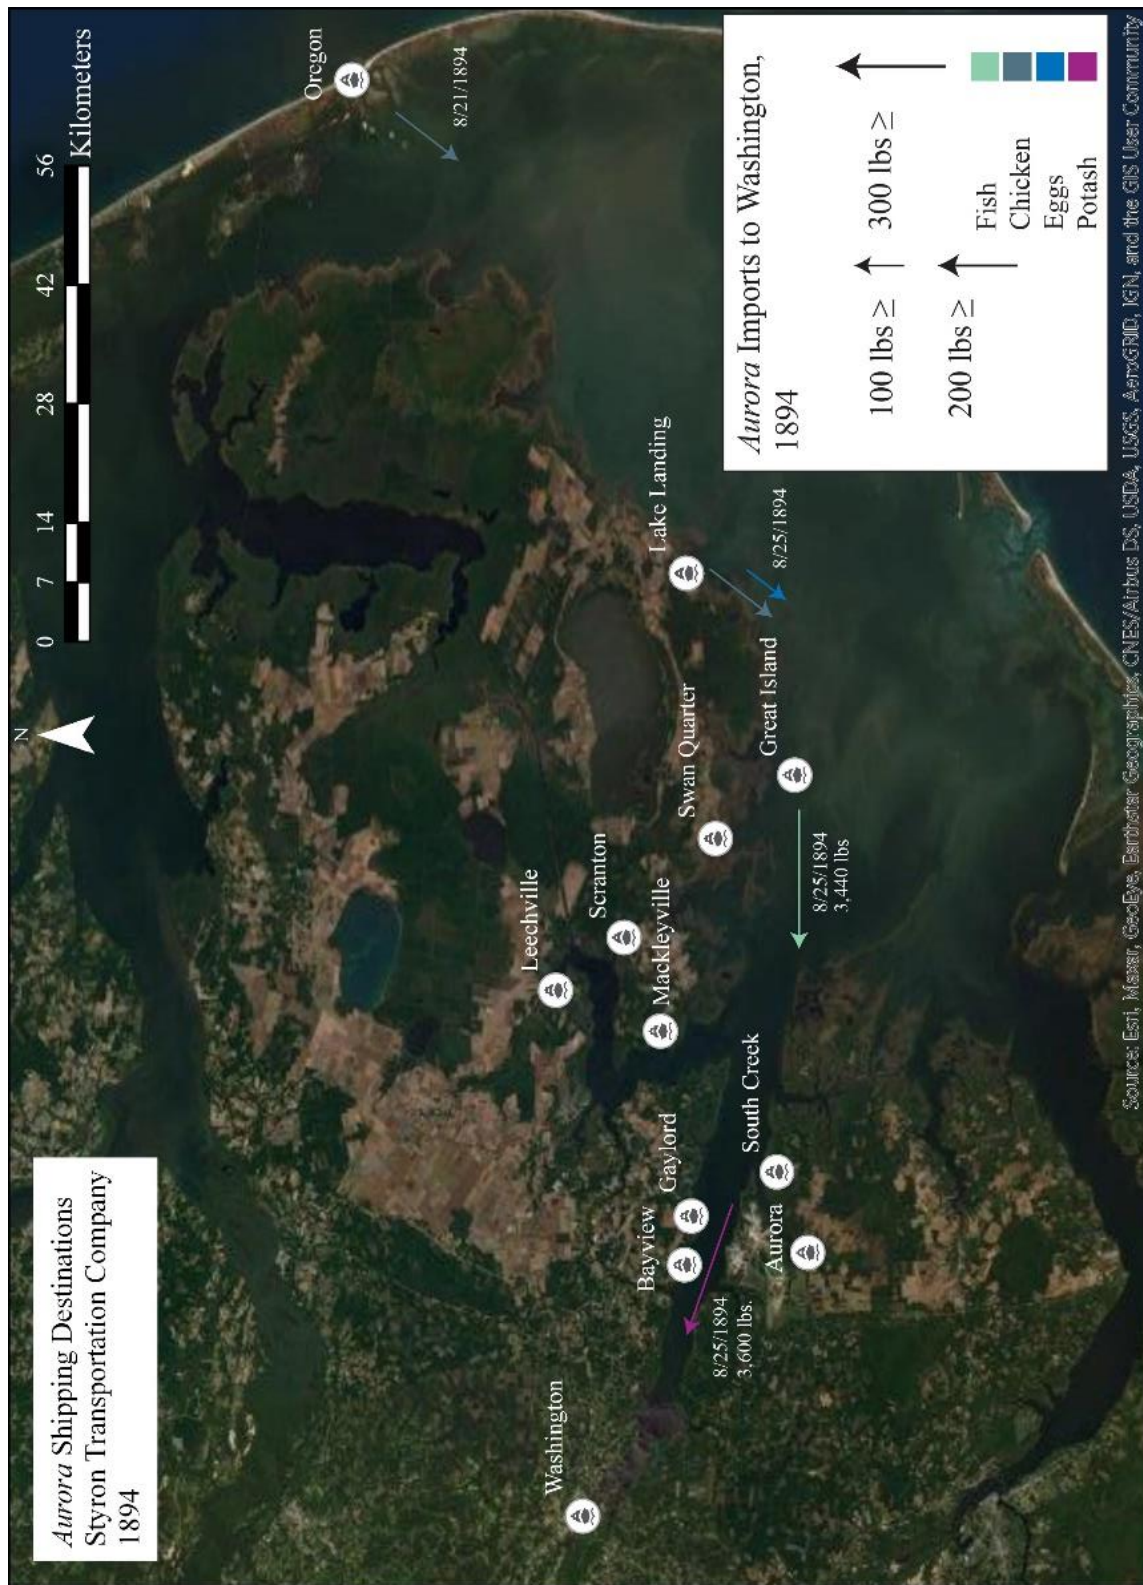 Aurora Shipping Destinations
Styron Transportation Company
1894
N
0 7 14 28 42 56
Kilometers
Oregon
8/21/1894
Washington
Leechville
Scranton
Mackleyville
Bayview
Gaylord
Swan Quarter
Lake Landing
8/25/1894
Great Island
8/25/1894
3,440 lbs
South Creek
Aurora
8/25/1894
3,600 lbs.
Aurora Imports to Washington,
1894
100 lbs ≥
300 lbs ≥
200 lbs ≥
Fish
Chicken
Eggs
Potash
Source: Esri, Maxar, GeoEye, Earthstar Geographics, CNES/Airbus DS, USDA, USGS, AeroGRID, IGN, and the GIS User Community